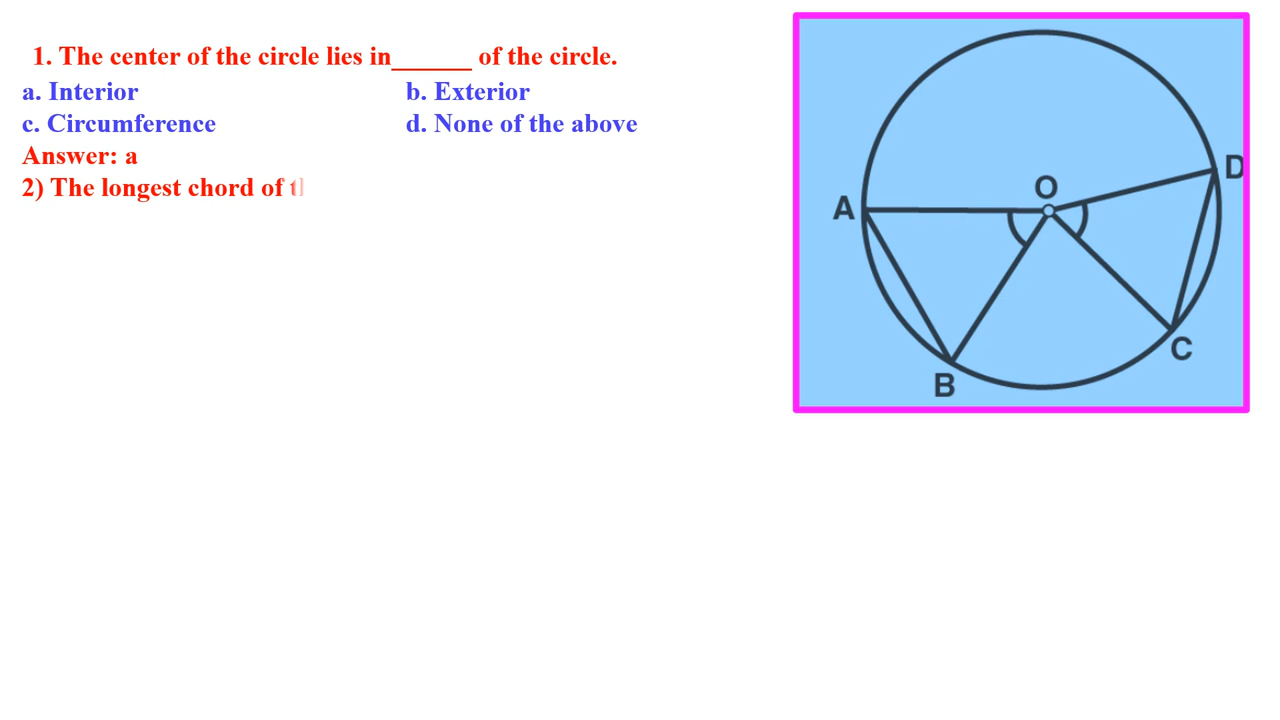 1. The center of the circle lies in______ of the circle.
a. Interior b. Exterior
c. Circumference d. None of the above
Answer: a
2) The longest chord of
A
O
D
B
C